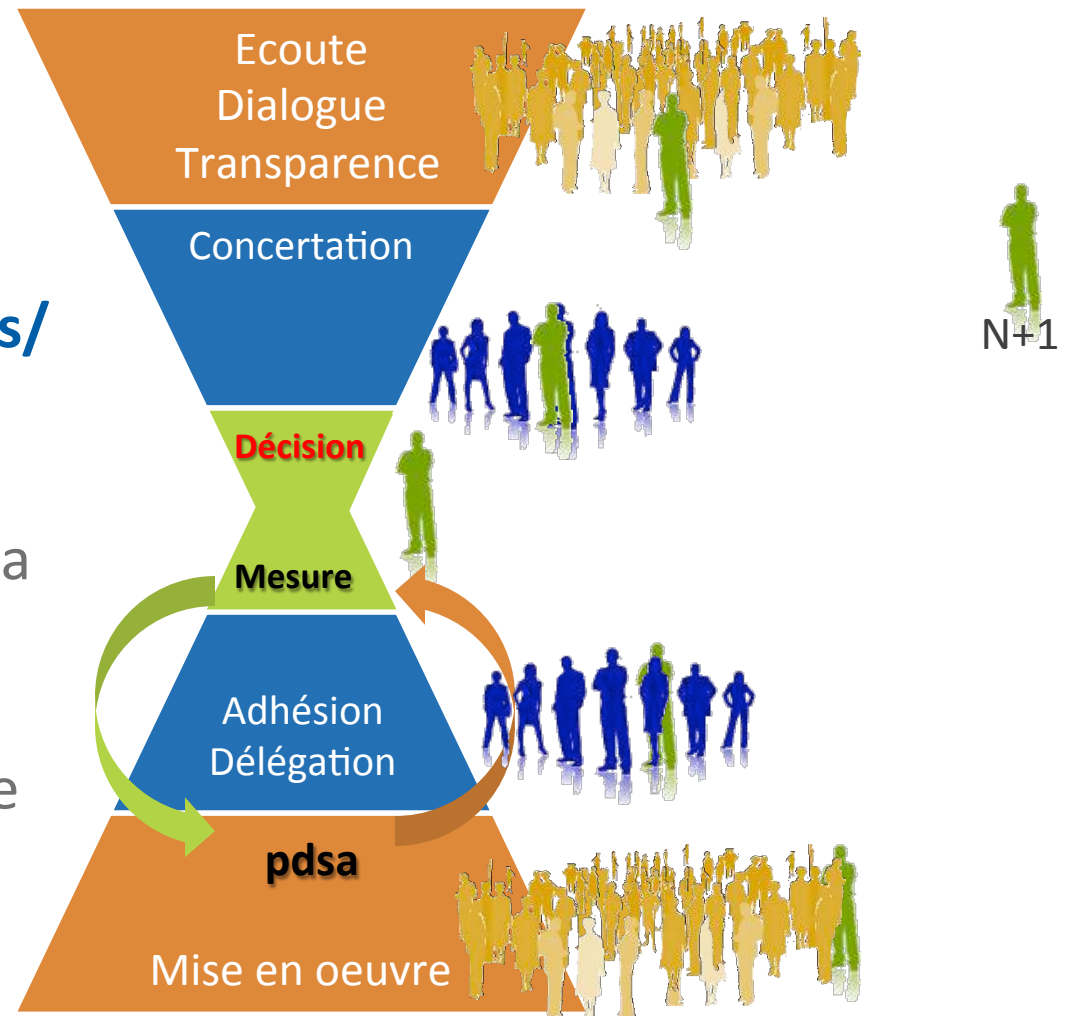 Ecoute
Dialogue
Transparence
Concertation
s/
N+1
Décision
a
Mesure
Adhésion
Délégation
e
pdsa
Mise en oeuvre